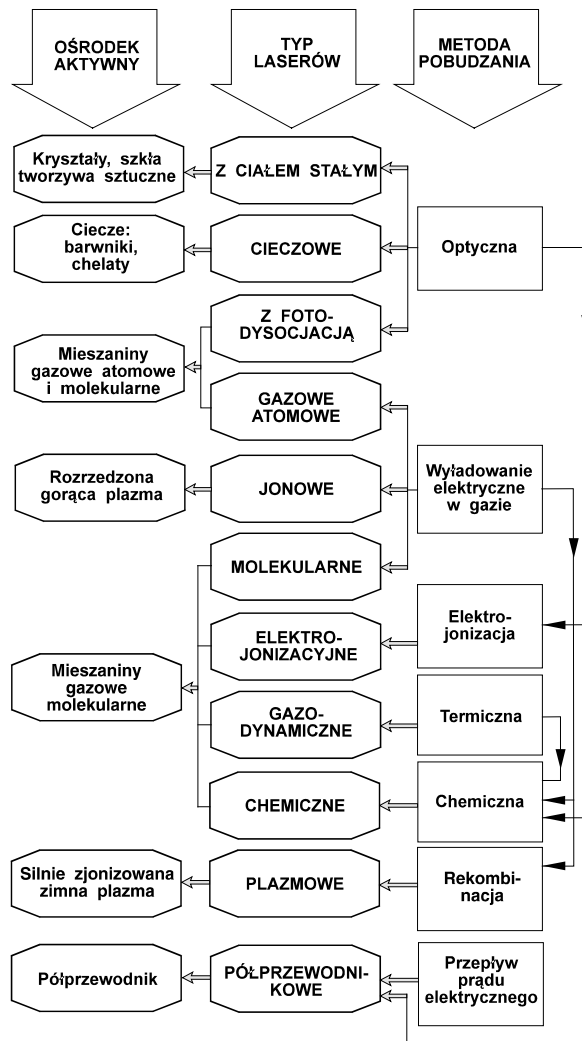 OŚRODEK
AKTYWNY
TYP
LASERÓW
METODA
POBUDZANIA
Kryształy, szkła
tworzywa sztuczne
Z CIAŁEM STAŁYM
Ciecze:
barwniki,
chelaty
CIECZOWE
Optyczna
Z FOTO-
DYSOCJACJĄ
Mieszaniny
gazowe atomowe
i molekularne
GAZOWE
ATOMOWE
Rozrzedzona
gorąca plazma
JONOWE
Wyładowanie
elektryczne
w gazie
MOLEKULARNE
ELEKTRO-
JONIZACYJNE
Elektro-
jonizacja
Mieszaniny
gazowe
molekularne
GAZO-
DYNAMICZNE
Termiczna
CHEMICZNE
Chemiczna
Silnie zjonizowana
zimna plazma
PLAZMOWE
Rekombi-
nacja
Półprzewodnik
PÓŁPRZEWODNI-
KOWE
Przepływ
prądu
elektrycznego